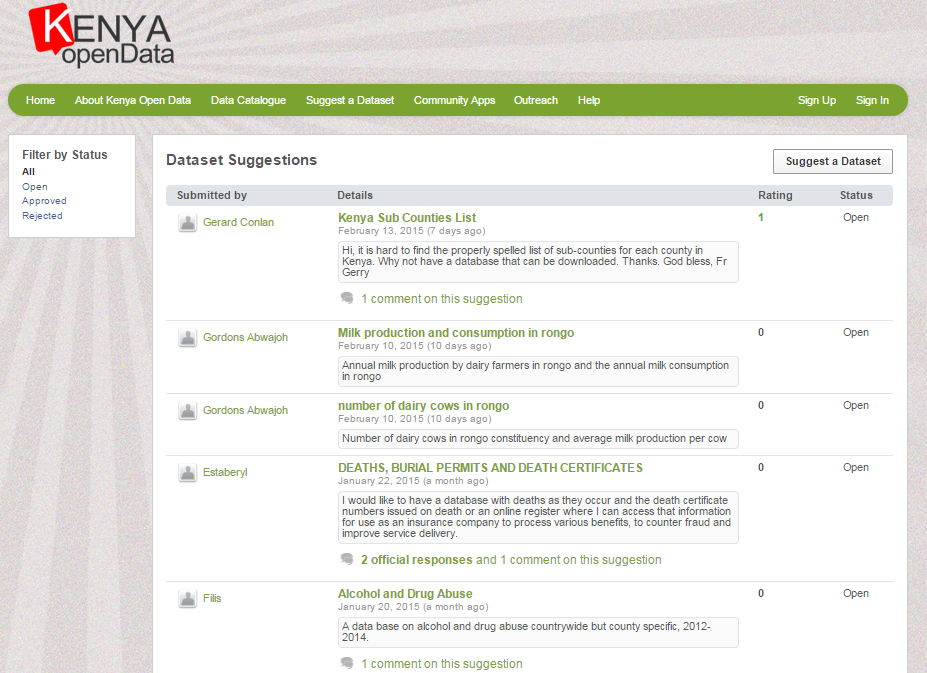 KENYA
openData
Home About Kenya Open Data Data Catalogue Suggest a Dataset Community Apps Outreach Help Sign Up Sign In
Filter by Status
All
Open
Approved
Rejected
Dataset Suggestions
Suggest a Dataset
Submitted by Details Rating Status
Gerard Conlan
Kenya Sub Counties List
1
Open
February 13, 2015 (7 days ago)
Hi, it is hard to find the properly spelled list of sub-counties for each county in
Kenya. Why not have a database that can be downloaded. Thanks. God bless, Fr
Gerry
1 comment on this suggestion
Gordons Abwajoh
Milk production and consumption in rongo
0
Open
February 10, 2015 (10 days ago)
Annual milk production by dairy farmers in rongo and the annual milk consumption
in rongo
Gordons Abwajoh
number of dairy cows in rongo
0
Open
February 10, 2015 (10 days ago)
Number of dairy cows in rongo constituency and average milk production per cow
Estaberyl
DEATHS, BURIAL PERMITS AND DEATH CERTIFICATES
0
Open
January 22, 2015 (a month ago)
I would like to have a database with deaths as they occur and the death certificate
numbers issued on death or an online register where I can access that information
for use as an insurance company to process various benefits, to counter fraud and
improve service delivery.
2 official responses and 1 comment on this suggestion
Filis
Alcohol and Drug Abuse
0
Open
January 20, 2015 (a month ago)
A data base on alcohol and drug abuse countrywide but county specific, 2012-
2014.
1 comment on this suggestion